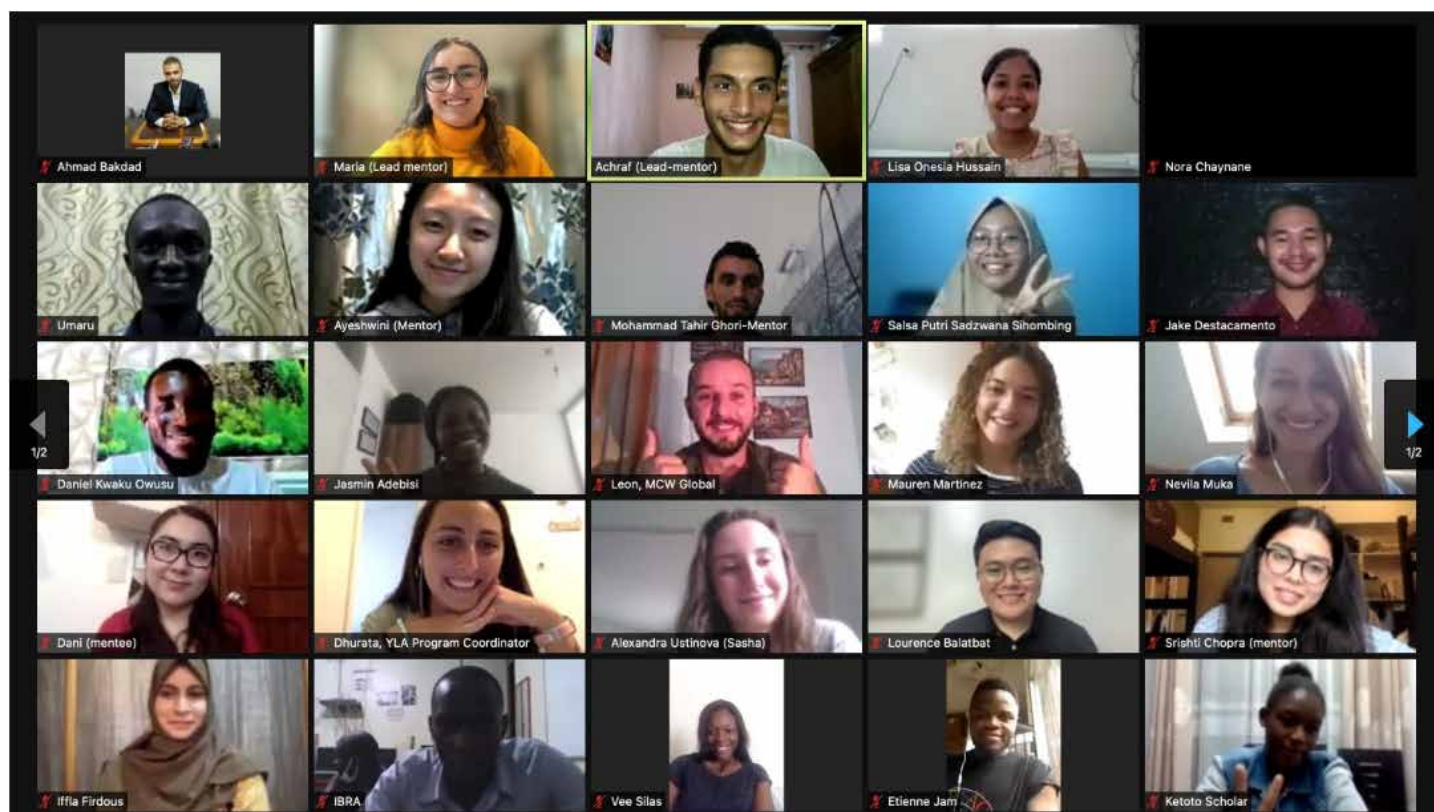 Ahmad Bakdad
Maria (Lead mentor)
Achraf (Lead-mentor)
Lisa Onesia Hussain
Nora Chaynane
Umaru
Ayeshwini (Mentor)
Mohammad Tahir Ghori-Mentor
Salsa Putri Sadzwana Sihombing
Jake Destacamento
1/2
Daniel Kwaku Owusu
Jasmin Adebisi
Leon, MCW Global
Mauren Martinez
Nevila Muka
1/2
Dani (mentee)
Dhurata, YLA Program Coordinator
Alexandra Ustinova (Sasha)
Lourence Balatbat
Srishti Chopra (mentor)
Iffla Firdous
IBRA
Vee Silas
Etienne Jam
Ketoto Scholar